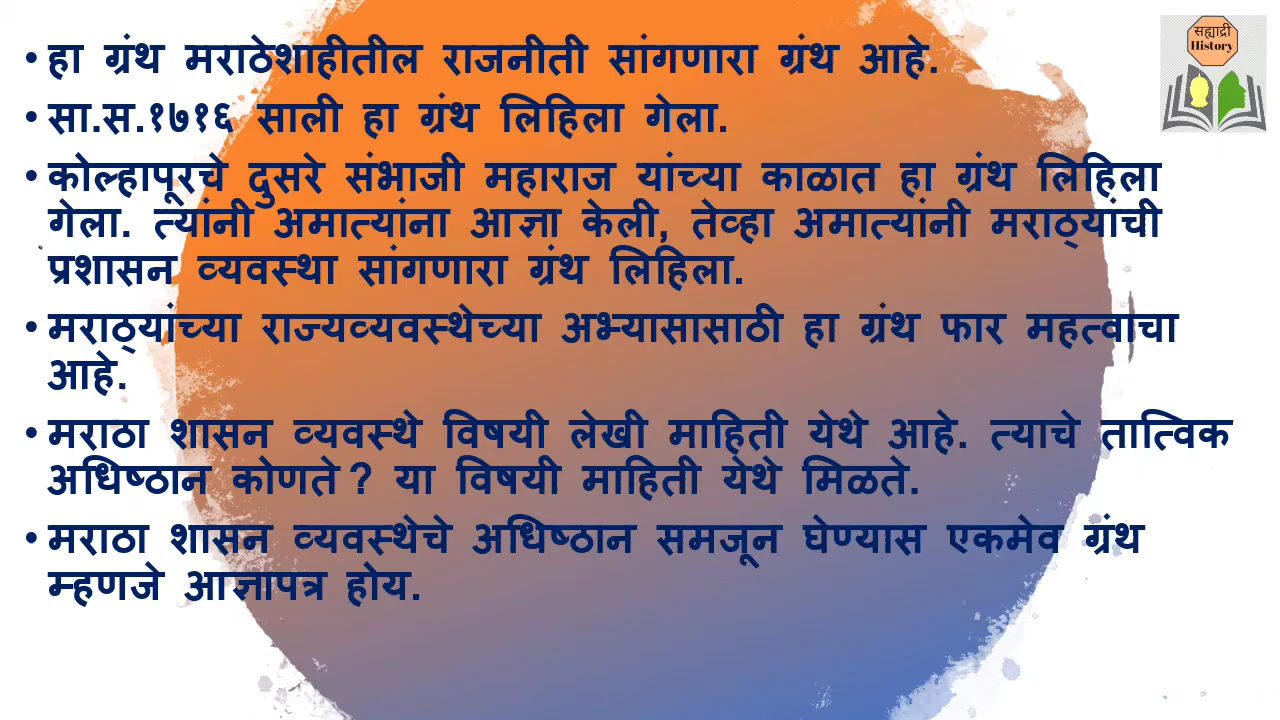 सह्याद्री
History
• हा ग्रंथ मराठेशाहीतील राजनीती सांगणारा ग्रंथ आहे.
• सा.स.१७१६ साली हा ग्रंथ लिहिला गेला.
• कोल्हापूरचे दुसरे संभाजी महाराज यांच्या काळात हा ग्रंथ लिहिला
गेला. त्यांनी अमात्यांना आज्ञा केली, तेव्हा अमात्यांनी मराठ्यांची
प्रशासन व्यवस्था सांगणारा ग्रंथ लिहिला.
• मराठ्यांच्या राज्यव्यवस्थेच्या अभ्यासासाठी हा ग्रंथ फार महत्वाचा
आहे.
• मराठा शासन व्यवस्थे विषयी लेखी माहिती येथे आहे. त्याचे तात्विक
अधिष्ठान कोणते ? या विषयी माहिती येथे मिळते.
• मराठा शासन व्यवस्थेचे अधिष्ठान समजून घेण्यास एकमेव ग्रंथ
म्हणजे आज्ञापत्र होय.